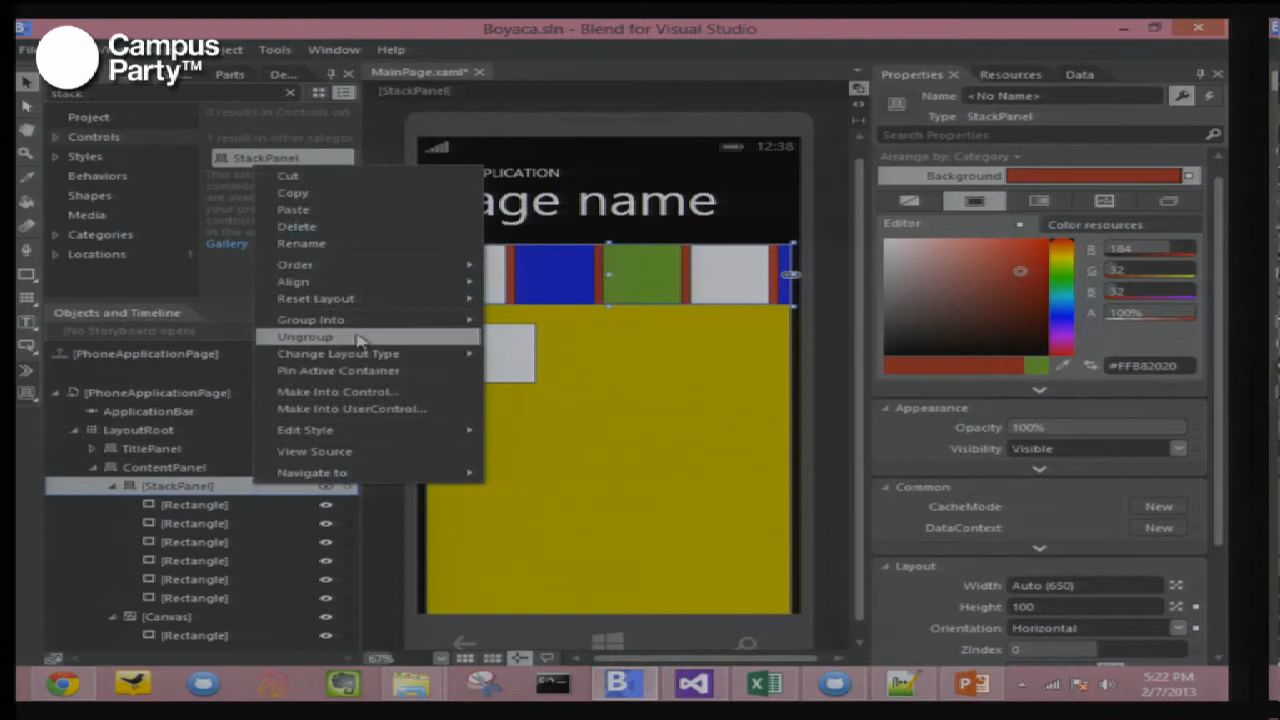 Campus
Party™
Boyaca.sln - Blend for Visual Studio
Tools Window Help
Parts De...
MainPage.xaml*
Properties Resources Data
stack
[StackPanel]
Name <No Name>
Type StackPanel
Search Properties
Arrange by: Category
Background
Project
Controls
Styles
Behaviors
Shapes
Media
Categories
Locations 1
StackPanel
Gallery
Cut
Copy
Paste
Delete
Rename
Order
Align
Reset Layout
Group Into
Ungroup
Change Layout Type
Pin Active Container
Make Into Control...
Make Into UserControl...
Edit Style
View Source
Navigate to
12:38
PLICATION
age name
Editor Color resources
R 184
G 32
B 32
A 100%
#FFB82020
Appearance
Opacity 100%
Visibility Visible
Common
CacheMode New
DataContext New
Layout
Width Auto (650)
Height 100
Orientation Horizontal
ZIndex 0
Objects and Timeline
(No Storyboard open)
[PhoneApplicationPage]
[PhoneApplicationPage]
ApplicationBar
LayoutRoot
TitlePanel
ContentPanel
[StackPanel]
[Rectangle]
[Rectangle]
[Rectangle]
[Rectangle]
[Rectangle]
[Rectangle]
[Canvas]
[Rectangle]
67%
5:22 PM
2/7/2013